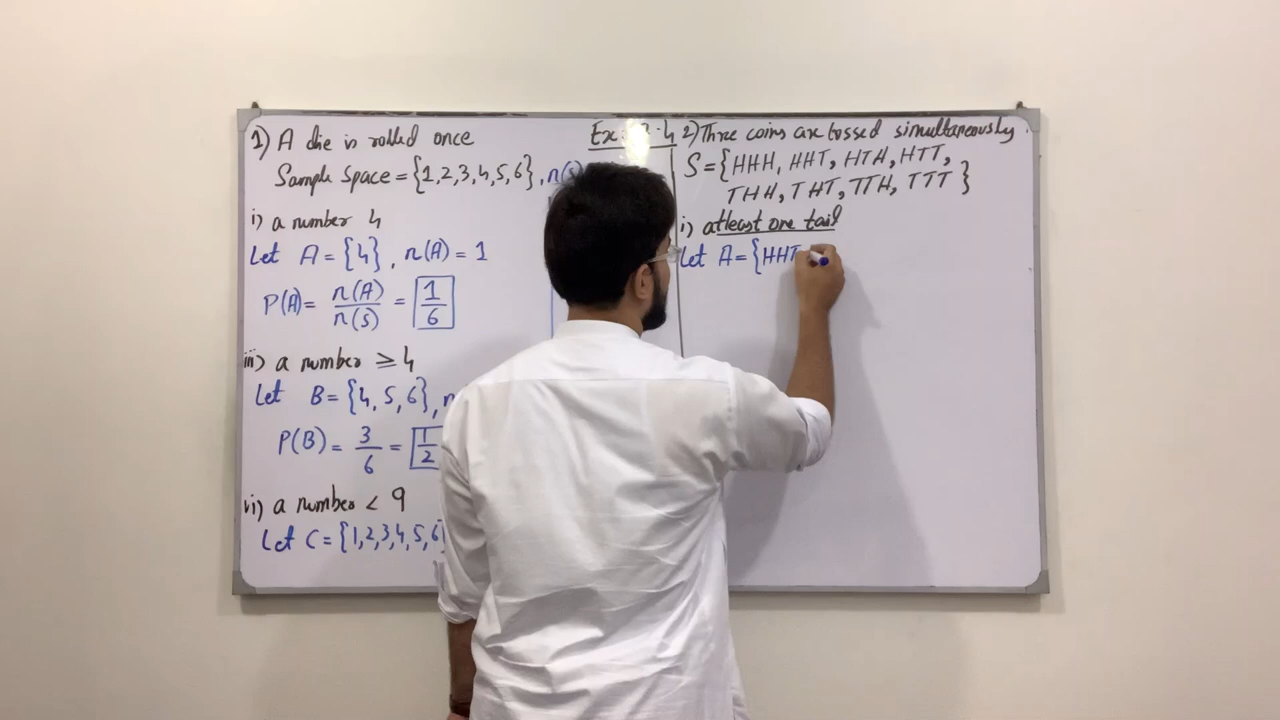 1) A die is rolled once
Sample Space = {1,2,3,4,5,6}, n(S)
i) a number 4
Let A = {4}, n(A) = 1
P(A) = n(A)/n(S) = 1/6
iii) a number ≥ 4
Let B = {4, 5, 6}, n
P(B) = 3/6 = 1/2
vi) a number < 9
Let C = {1,2,3,4,5,6
Ex: 4
2) Three coins are tossed simultaneously.
S = {HHH, HHT, HTH, HTT,
THH, THT, TTH, TTT }
i) atleast one tail
Let A = {HHT